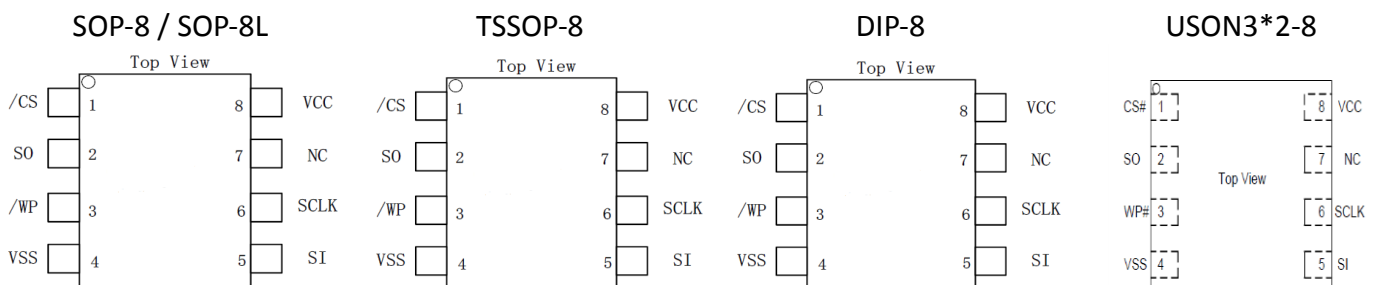 SOP-8 / SOP-8L TSSOP-8 DIP-8 USON3*2-8
Top View Top View Top View
/CS 1 8 VCC /CS 1 8 VCC /CS 1 8 VCC CS# 1 8 VCC
SO 2 7 NC SO 2 7 NC SO 2 7 NC SO 2 7 NC
Top View
/WP 3 6 SCLK /WP 3 6 SCLK /WP 3 6 SCLK WP# 3 6 SCLK
VSS 4 5 SI VSS 4 5 SI VSS 4 5 SI VSS 4 5 SI